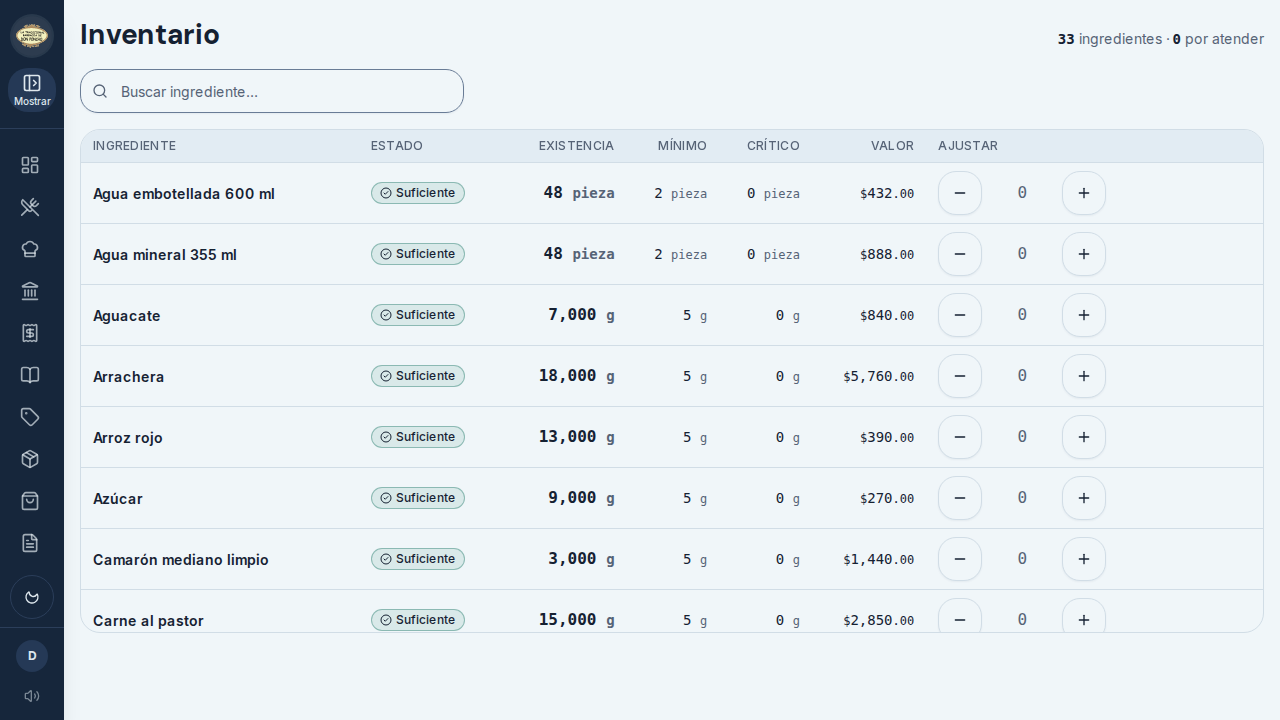 Inventario
33 ingredientes · 0 por atender
Mostrar
Buscar ingrediente...
INGREDIENTE ESTADO EXISTENCIA MÍNIMO CRÍTICO VALOR AJUSTAR
Agua embotellada 600 ml Suficiente 48 pieza 2 pieza 0 pieza $432.00 − 0 +
Agua mineral 355 ml Suficiente 48 pieza 2 pieza 0 pieza $888.00 − 0 +
Aguacate Suficiente 7,000 g 5 g 0 g $840.00 − 0 +
Arrachera Suficiente 18,000 g 5 g 0 g $5,760.00 − 0 +
Arroz rojo Suficiente 13,000 g 5 g 0 g $390.00 − 0 +
Azúcar Suficiente 9,000 g 5 g 0 g $270.00 − 0 +
Camarón mediano limpio Suficiente 3,000 g 5 g 0 g $1,440.00 − 0 +
Carne al pastor Suficiente 15,000 g 5 g 0 g $2,850.00 − 0 +
D